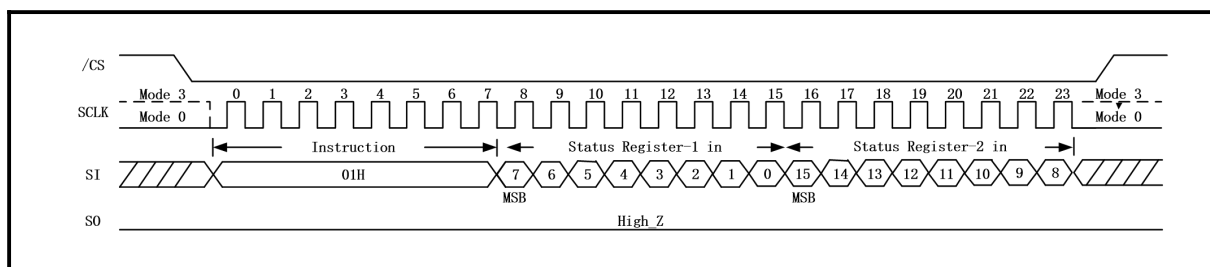 /CS
Mode 3 0 1 2 3 4 5 6 7 8 9 10 11 12 13 14 15 16 17 18 19 20 21 22 23 Mode 3
SCLK
Mode 0 Mode 0
Instruction Status Register-1 in Status Register-2 in
SI 01H 7 6 5 4 3 2 1 0 15 14 13 12 11 10 9 8
MSB MSB
SO High_Z